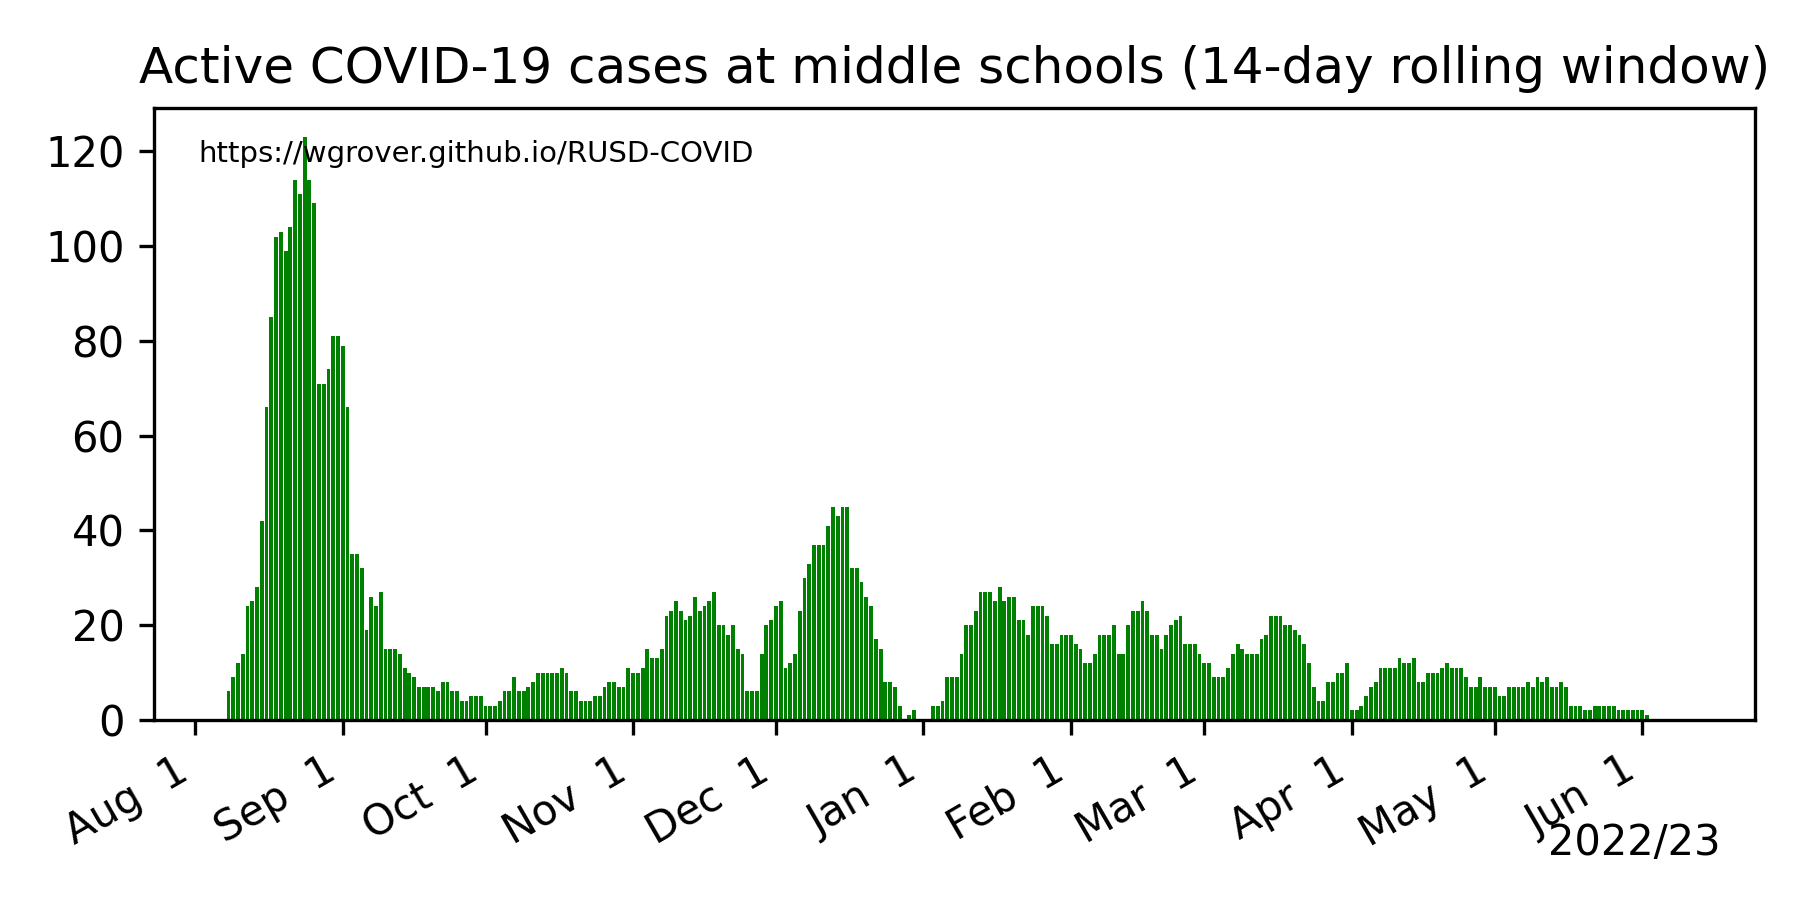 Active COVID-19 cases at middle schools (14-day rolling window)
https://wgrover.github.io/RUSD-COVID
120
100
80
60
40
20
0
Aug 1
Sep 1
Oct 1
Nov 1
Dec 1
Jan 1
Feb 1
Mar 1
Apr 1
May 1
Jun 1
2022/23